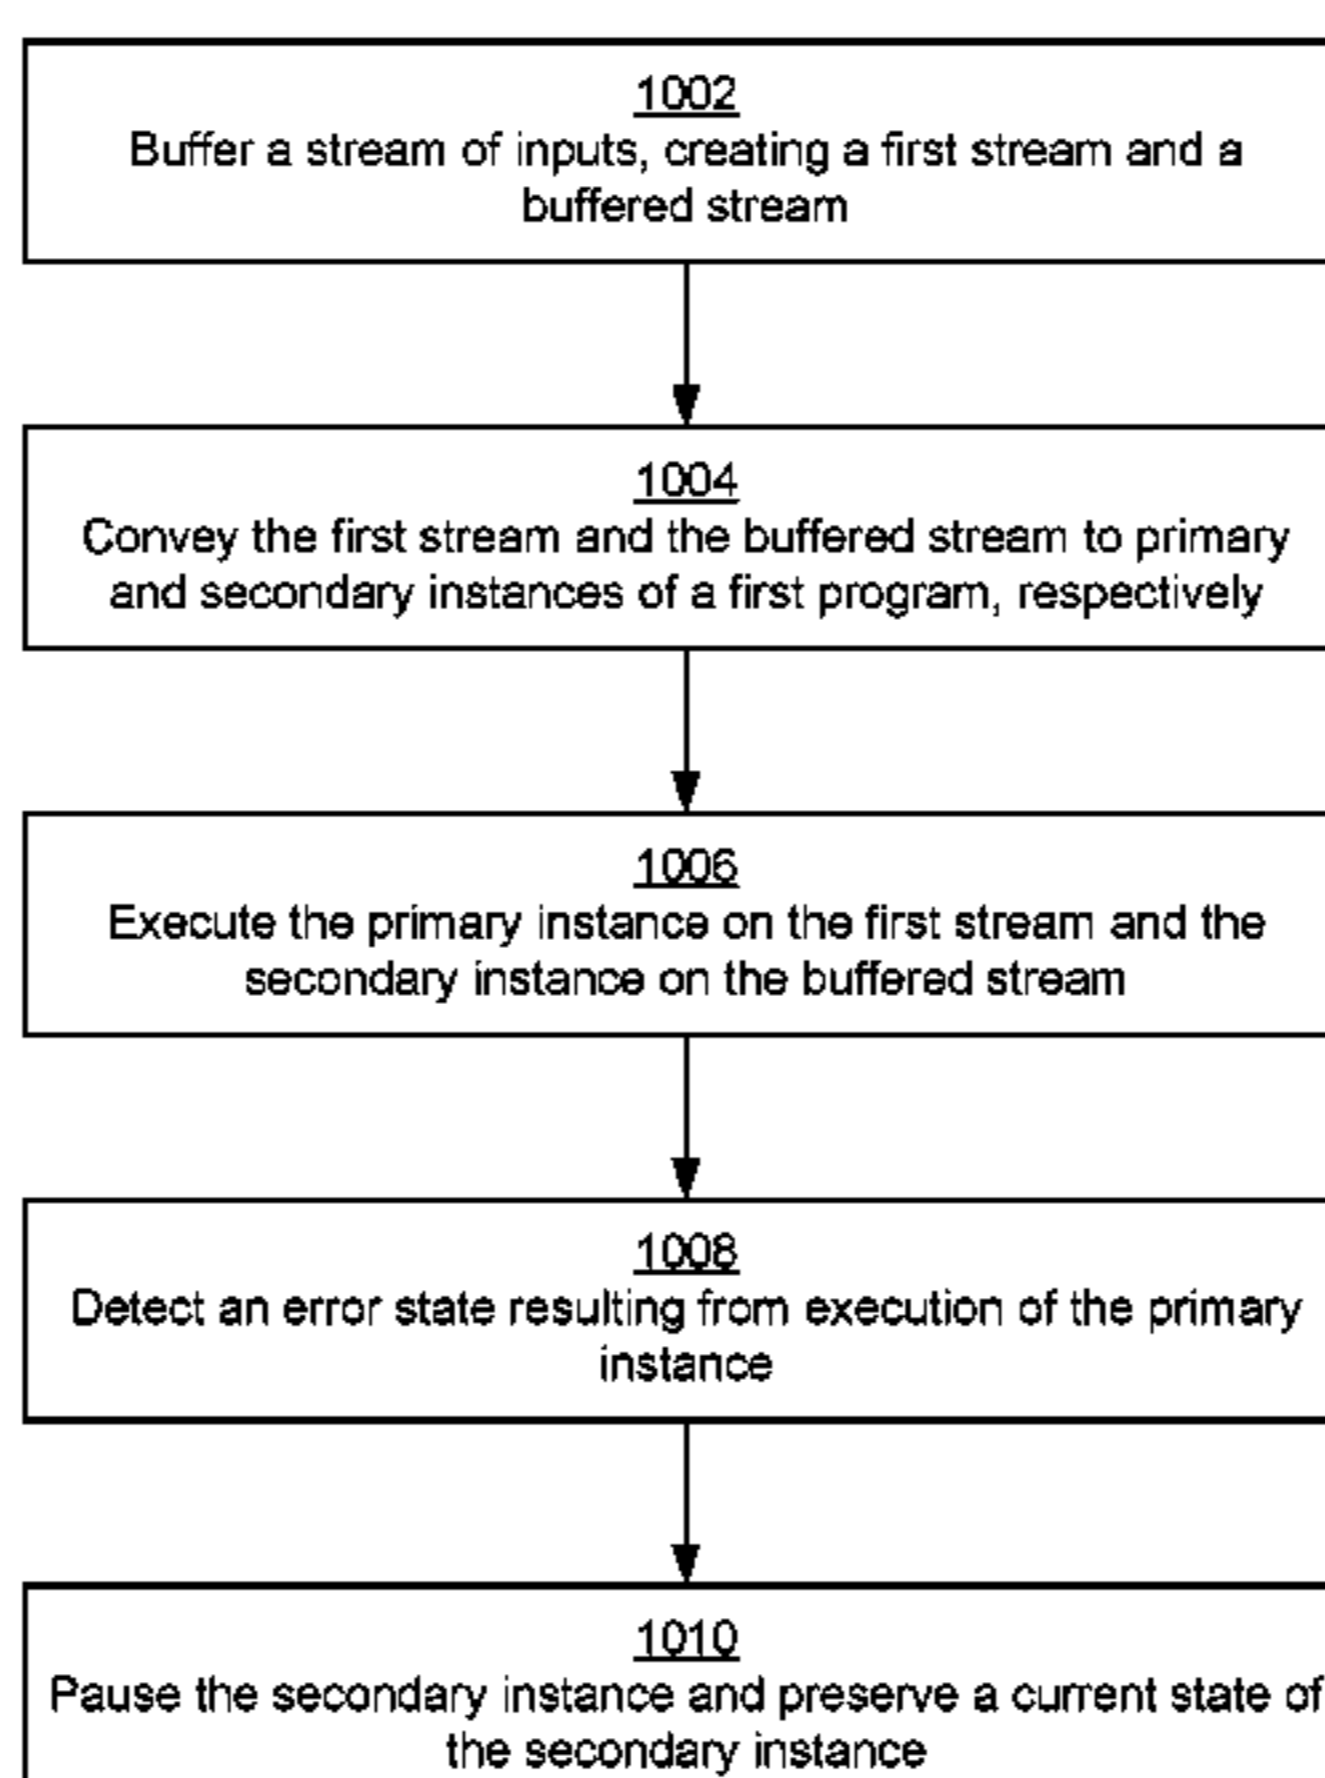 1002
Buffer a stream of inputs, creating a first stream and a
buffered stream
1004
Convey the first stream and the buffered stream to primary
and secondary instances of a first program, respectively
1006
Execute the primary instance on the first stream and the
secondary instance on the buffered stream
1008
Detect an error state resulting from execution of the primary
instance
1010
Pause the secondary instance and preserve a current state of
the secondary instance